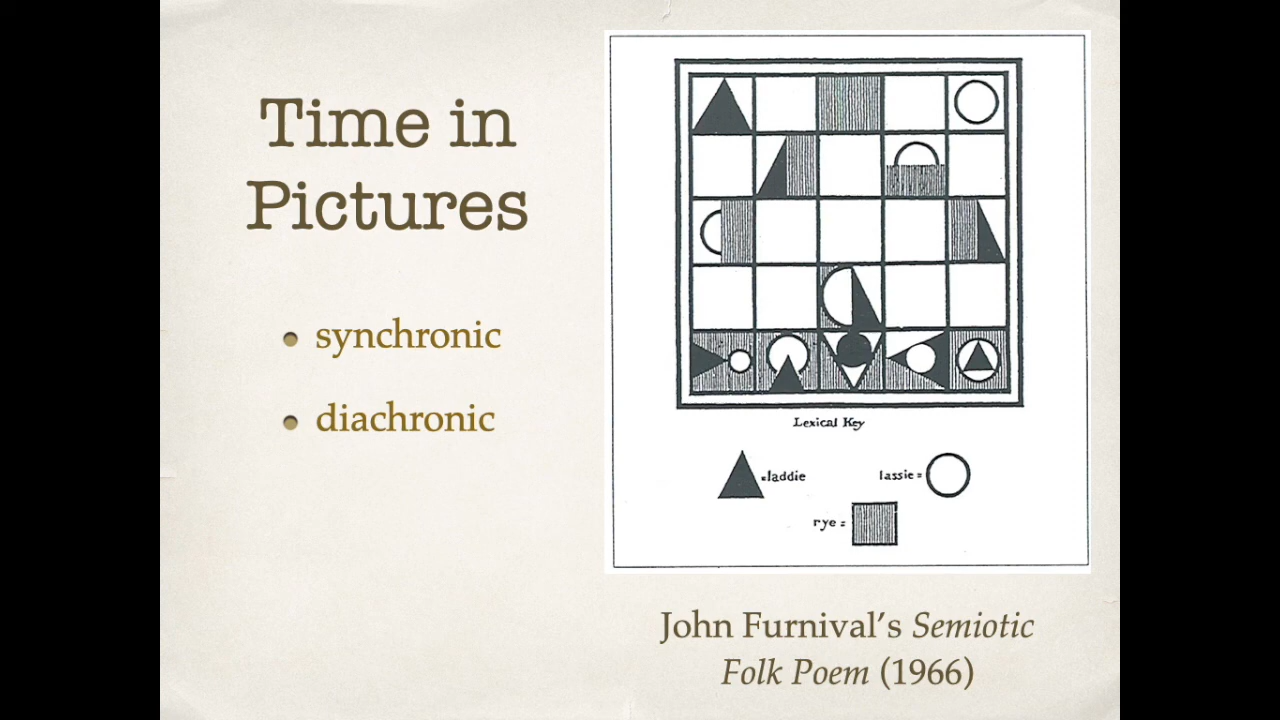 Time in
Pictures
synchronic
diachronic
Lexical Key
=laddie
lassie =
rye =
John Furnival’s Semiotic
Folk Poem (1966)